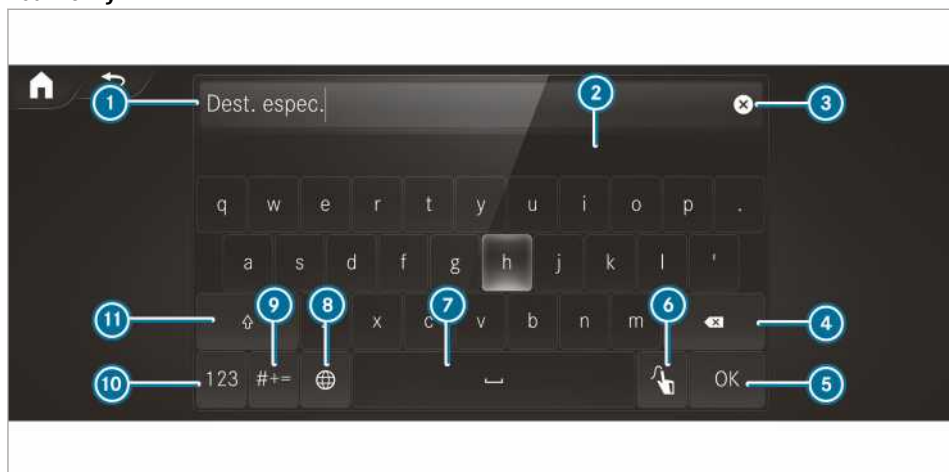 1 Dest. espec. 2 3
q w e r t y u i o p .
a s d f g h j k l '
11 9 8 x c 7 v b n m 6 4
10 123 #+= OK 5